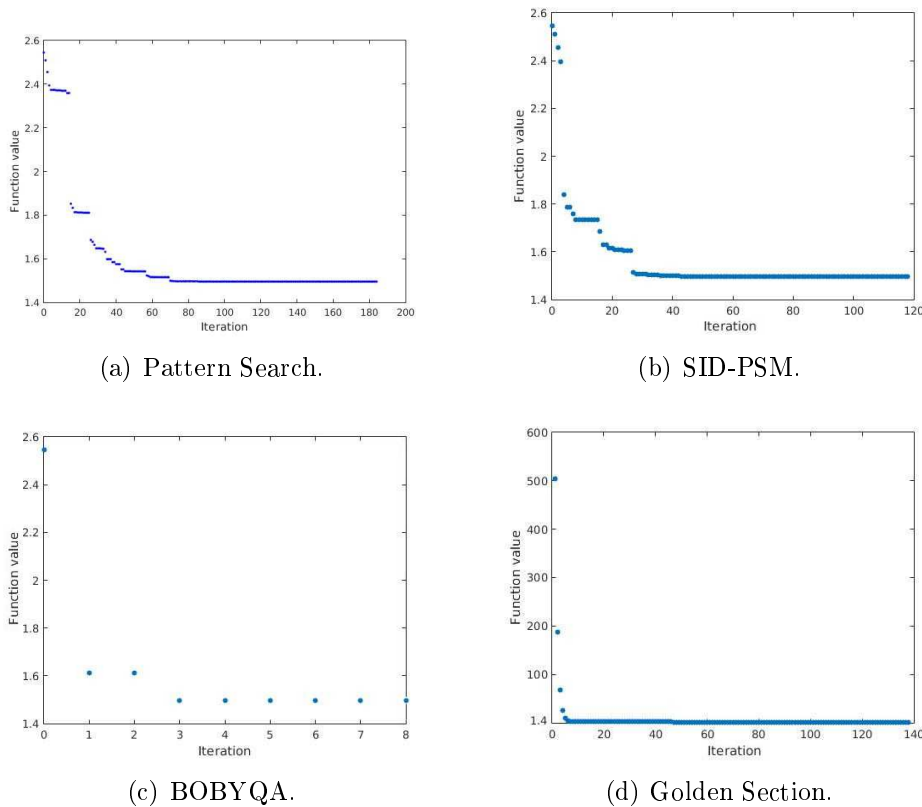 2.6
2.4
2.2
2
1.8
1.6
1.4
Function value
0 20 40 60 80 100 120 140 160 180 200
Iteration
(a) Pattern Search.
2.6
2.4
2.2
2
1.8
1.6
1.4
Function value
0 20 40 60 80 100 120
Iteration
(b) SID-PSM.
2.6
2.4
2.2
2
1.8
1.6
1.4
Function value
0 1 2 3 4 5 6 7 8
Iteration
(c) BOBYQA.
600
500
400
300
200
100
1.4
Function value
0 20 40 60 80 100 120 140
Iteration
(d) Golden Section.